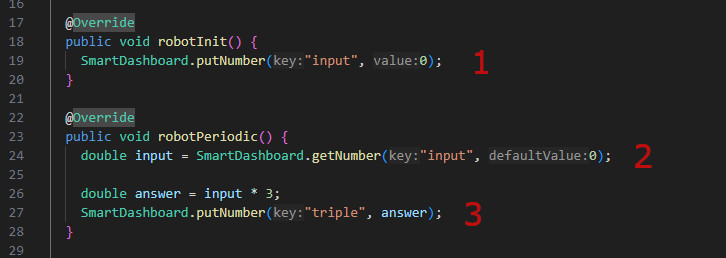 16
17 @Override
18 public void robotInit() {
19 SmartDashboard.putNumber(key:"input", value:0); 1
20 }
21
22 @Override
23 public void robotPeriodic() {
24 double input = SmartDashboard.getNumber(key:"input", defaultValue:0); 2
25
26 double answer = input * 3;
27 SmartDashboard.putNumber(key:"triple", answer); 3
28 }
29